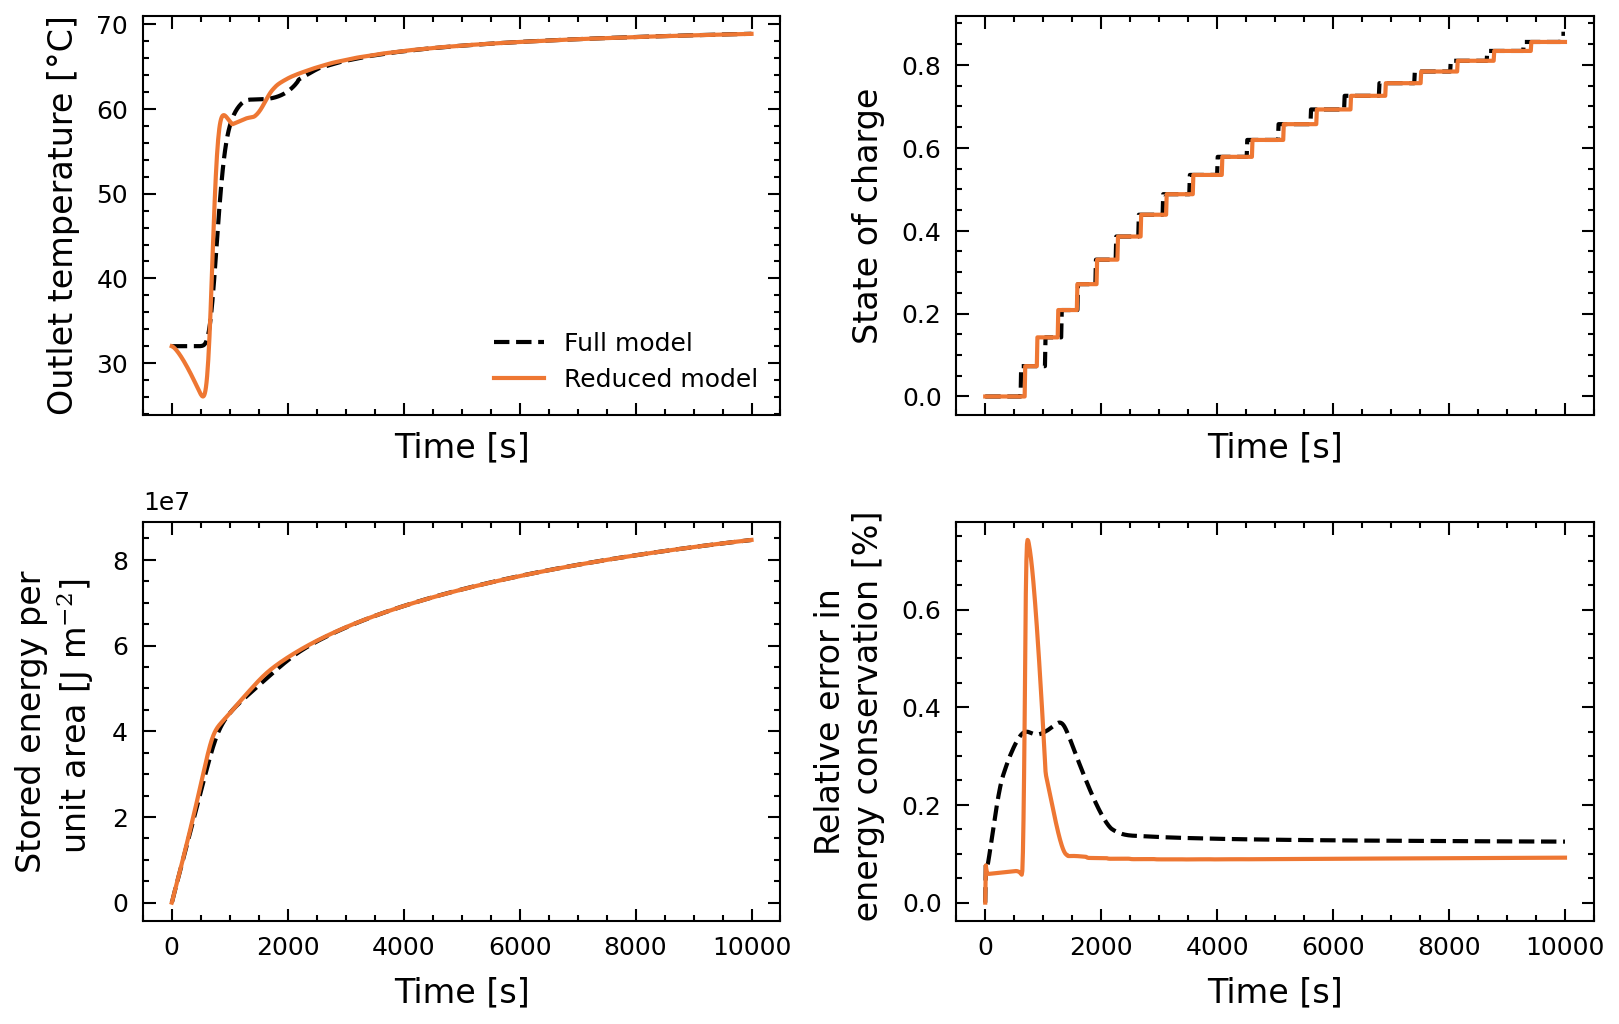 70
60
50
40
30
Outlet temperature [°C]
Full model
Reduced model
Time [s]
0.8
0.6
0.4
0.2
0.0
State of charge
Time [s]
1e7
8
6
4
2
0
Stored energy per
unit area [J m⁻²]
0 2000 4000 6000 8000 10000
Time [s]
0.6
0.4
0.2
0.0
Relative error in
energy conservation [%]
0 2000 4000 6000 8000 10000
Time [s]